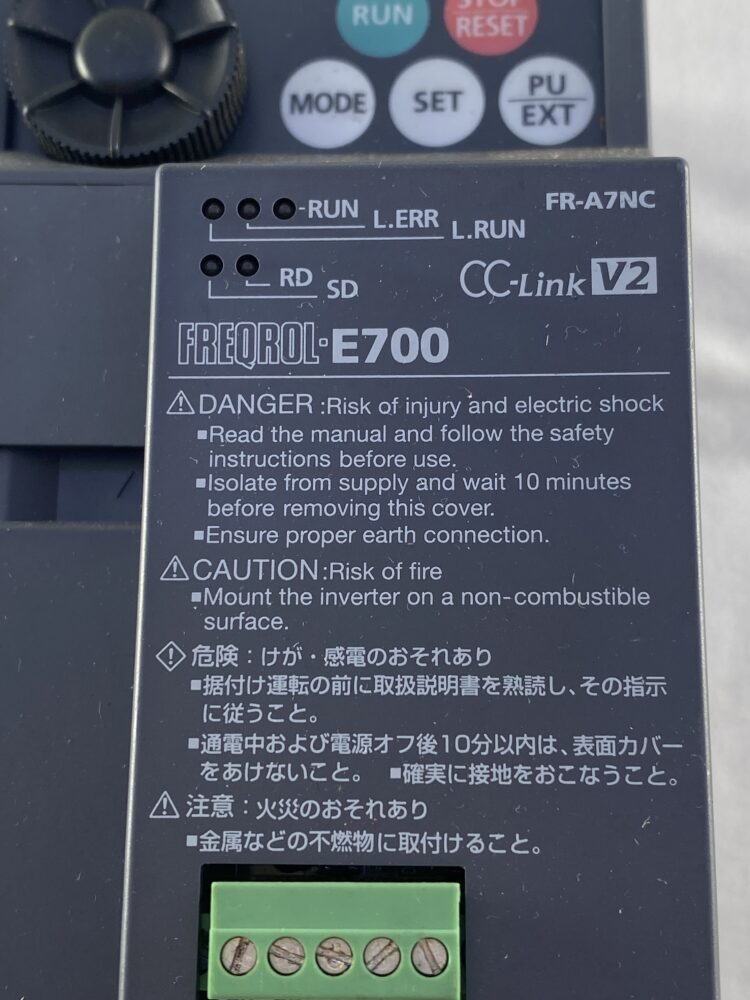 RUN
STOP
RESET
MODE
SET
PU
EXT
RUN
FR-A7NC
L.ERR
L.RUN
RD
SD
CC-Link V2
FREQROL-E700
DANGER :Risk of injury and electric shock
▪Read the manual and follow the safety
instructions before use.
▪Isolate from supply and wait 10 minutes
before removing this cover.
▪Ensure proper earth connection.
CAUTION :Risk of fire
▪Mount the inverter on a non-combustible
surface.
危険：けが・感電のおそれあり
▪据付け運転の前に取扱説明書を熟読し、その指示
に従うこと。
▪通電中および電源オフ後10分以内は、表面カバー
をあけないこと。 ▪確実に接地をおこなうこと。
注意：火災のおそれあり
▪金属などの不燃物に取付けること。